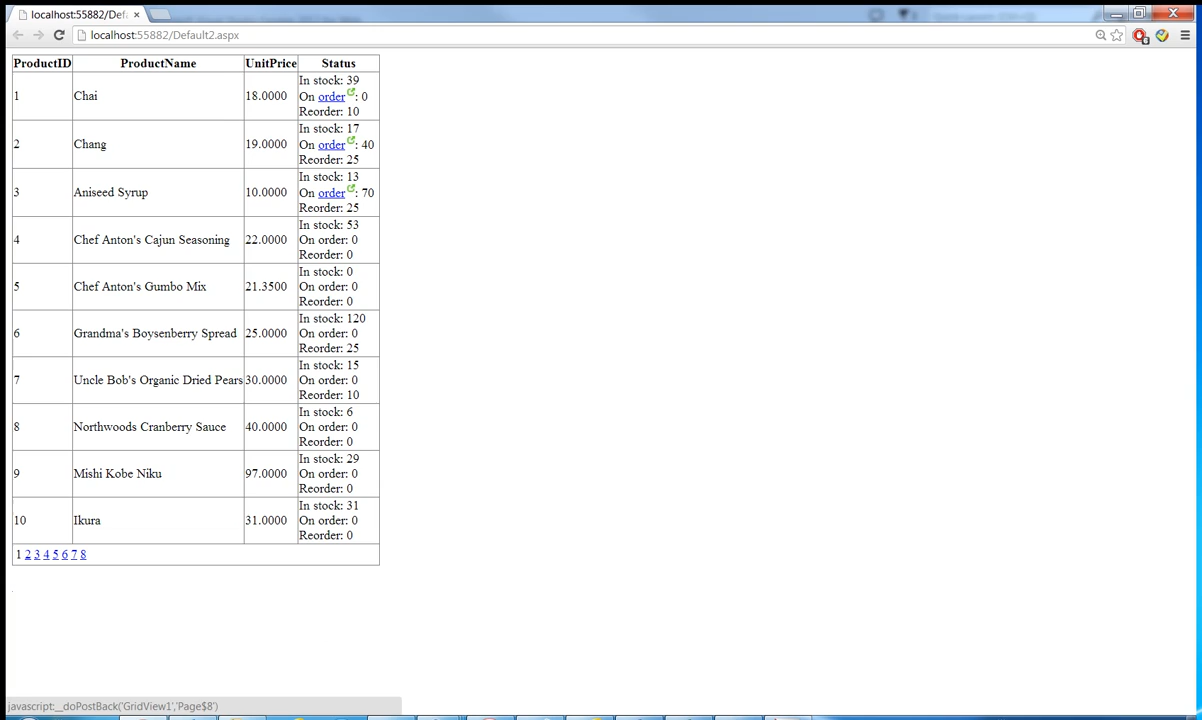 localhost:55882/Defa
localhost:55882/Default2.aspx
ProductID ProductName UnitPrice Status
1 Chai 18.0000 In stock: 39
On order: 0
Reorder: 10
2 Chang 19.0000 In stock: 17
On order: 40
Reorder: 25
3 Aniseed Syrup 10.0000 In stock: 13
On order: 70
Reorder: 25
4 Chef Anton's Cajun Seasoning 22.0000 In stock: 53
On order: 0
Reorder: 0
5 Chef Anton's Gumbo Mix 21.3500 In stock: 0
On order: 0
Reorder: 0
6 Grandma's Boysenberry Spread 25.0000 In stock: 120
On order: 0
Reorder: 25
7 Uncle Bob's Organic Dried Pears 30.0000 In stock: 15
On order: 0
Reorder: 10
8 Northwoods Cranberry Sauce 40.0000 In stock: 6
On order: 0
Reorder: 0
9 Mishi Kobe Niku 97.0000 In stock: 29
On order: 0
Reorder: 0
10 Ikura 31.0000 In stock: 31
On order: 0
Reorder: 0
1 2 3 4 5 6 7 8
javascript:__doPostBack('GridView1','Page$8')